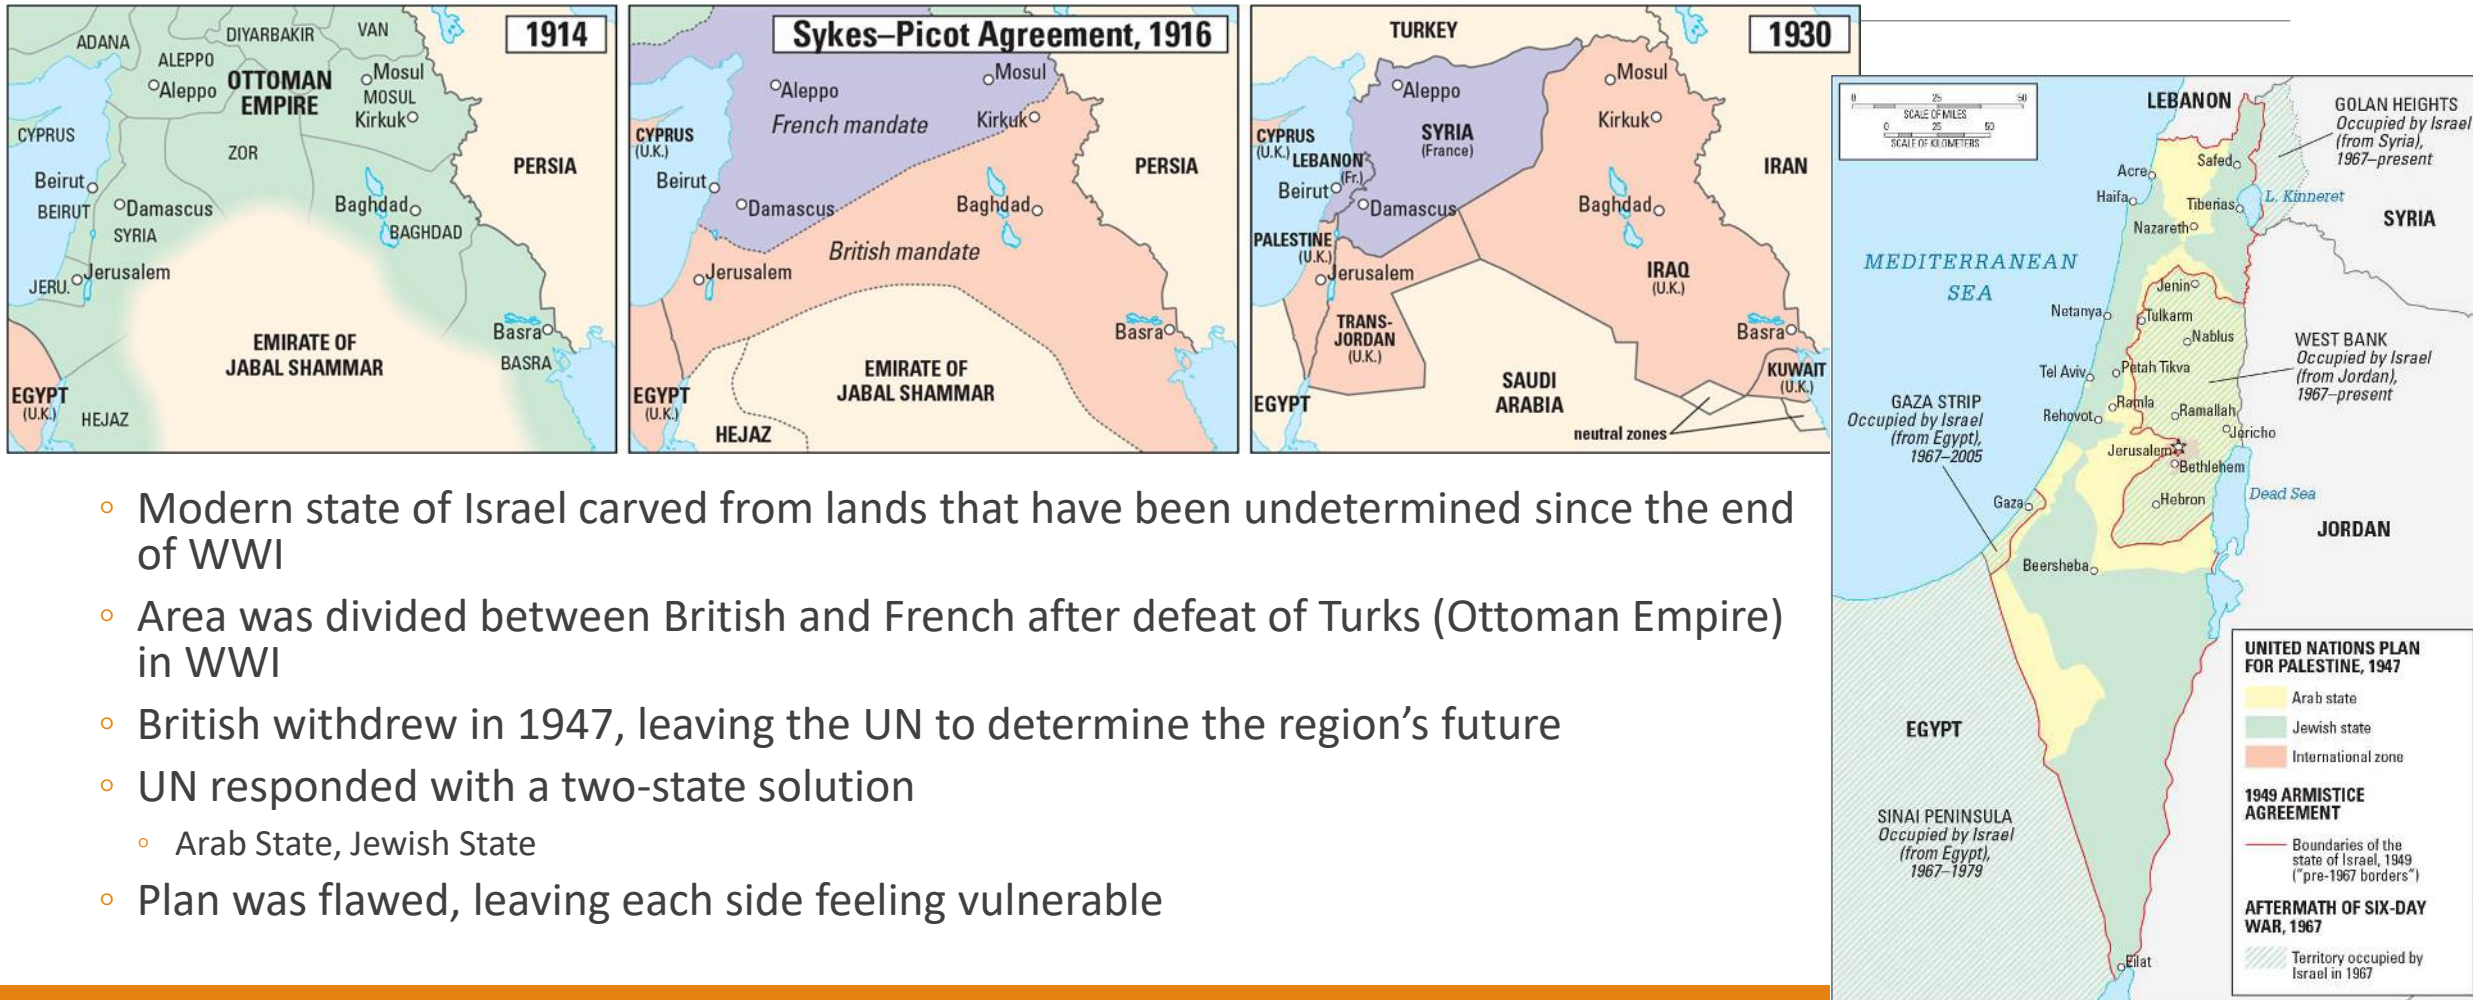 1914
ADANA
DIYARBAKIR
VAN
ALEPPO
Aleppo
OTTOMAN
EMPIRE
Mosul
MOSUL
Kirkuk
CYPRUS
ZOR
PERSIA
Beirut
BEIRUT
Damascus
SYRIA
Baghdad
BAGHDAD
Jerusalem
JERU.
EMIRATE OF
JABAL SHAMMAR
Basra
BASRA
EGYPT
(U.K.)
HEJAZ
Sykes–Picot Agreement, 1916
Aleppo
Mosul
French mandate
Kirkuk
CYPRUS
(U.K.)
PERSIA
Beirut
Damascus
Baghdad
British mandate
Jerusalem
Basra
EMIRATE OF
JABAL SHAMMAR
EGYPT
(U.K.)
HEJAZ
1930
TURKEY
Aleppo
Mosul
Kirkuk
CYPRUS
(U.K.)
SYRIA
(France)
LEBANON
(Fr.)
IRAN
Beirut
Damascus
Baghdad
PALESTINE
(U.K.)
Jerusalem
IRAQ
(U.K.)
TRANS-
JORDAN
(U.K.)
Basra
KUWAIT
(U.K.)
SAUDI
ARABIA
EGYPT
neutral zones
0 25 50
SCALE OF MILES
0 25 50
SCALE OF KILOMETERS
LEBANON
GOLAN HEIGHTS
Occupied by Israel
(from Syria),
1967–present
Safed
Acre
Haifa
Tiberias
L. Kinneret
SYRIA
Nazareth
MEDITERRANEAN
SEA
Jenin
Netanya
Tulkarm
Nablus
WEST BANK
Occupied by Israel
(from Jordan),
1967–present
Tel Aviv
Petah Tikva
GAZA STRIP
Occupied by Israel
(from Egypt),
1967–2005
Ramla
Rehovot
Ramallah
Jericho
Jerusalem
Bethlehem
Gaza
Hebron
Dead Sea
JORDAN
Beersheba
EGYPT
SINAI PENINSULA
Occupied by Israel
(from Egypt),
1967–1979
Eilat
UNITED NATIONS PLAN
FOR PALESTINE, 1947
Arab state
Jewish state
International zone
1949 ARMISTICE
AGREEMENT
Boundaries of the
state of Israel, 1949
("pre-1967 borders")
AFTERMATH OF SIX-DAY
WAR, 1967
Territory occupied by
Israel in 1967
◦ Modern state of Israel carved from lands that have been undetermined since the end
of WWI
◦ Area was divided between British and French after defeat of Turks (Ottoman Empire)
in WWI
◦ British withdrew in 1947, leaving the UN to determine the region’s future
◦ UN responded with a two-state solution
◦ Arab State, Jewish State
◦ Plan was flawed, leaving each side feeling vulnerable